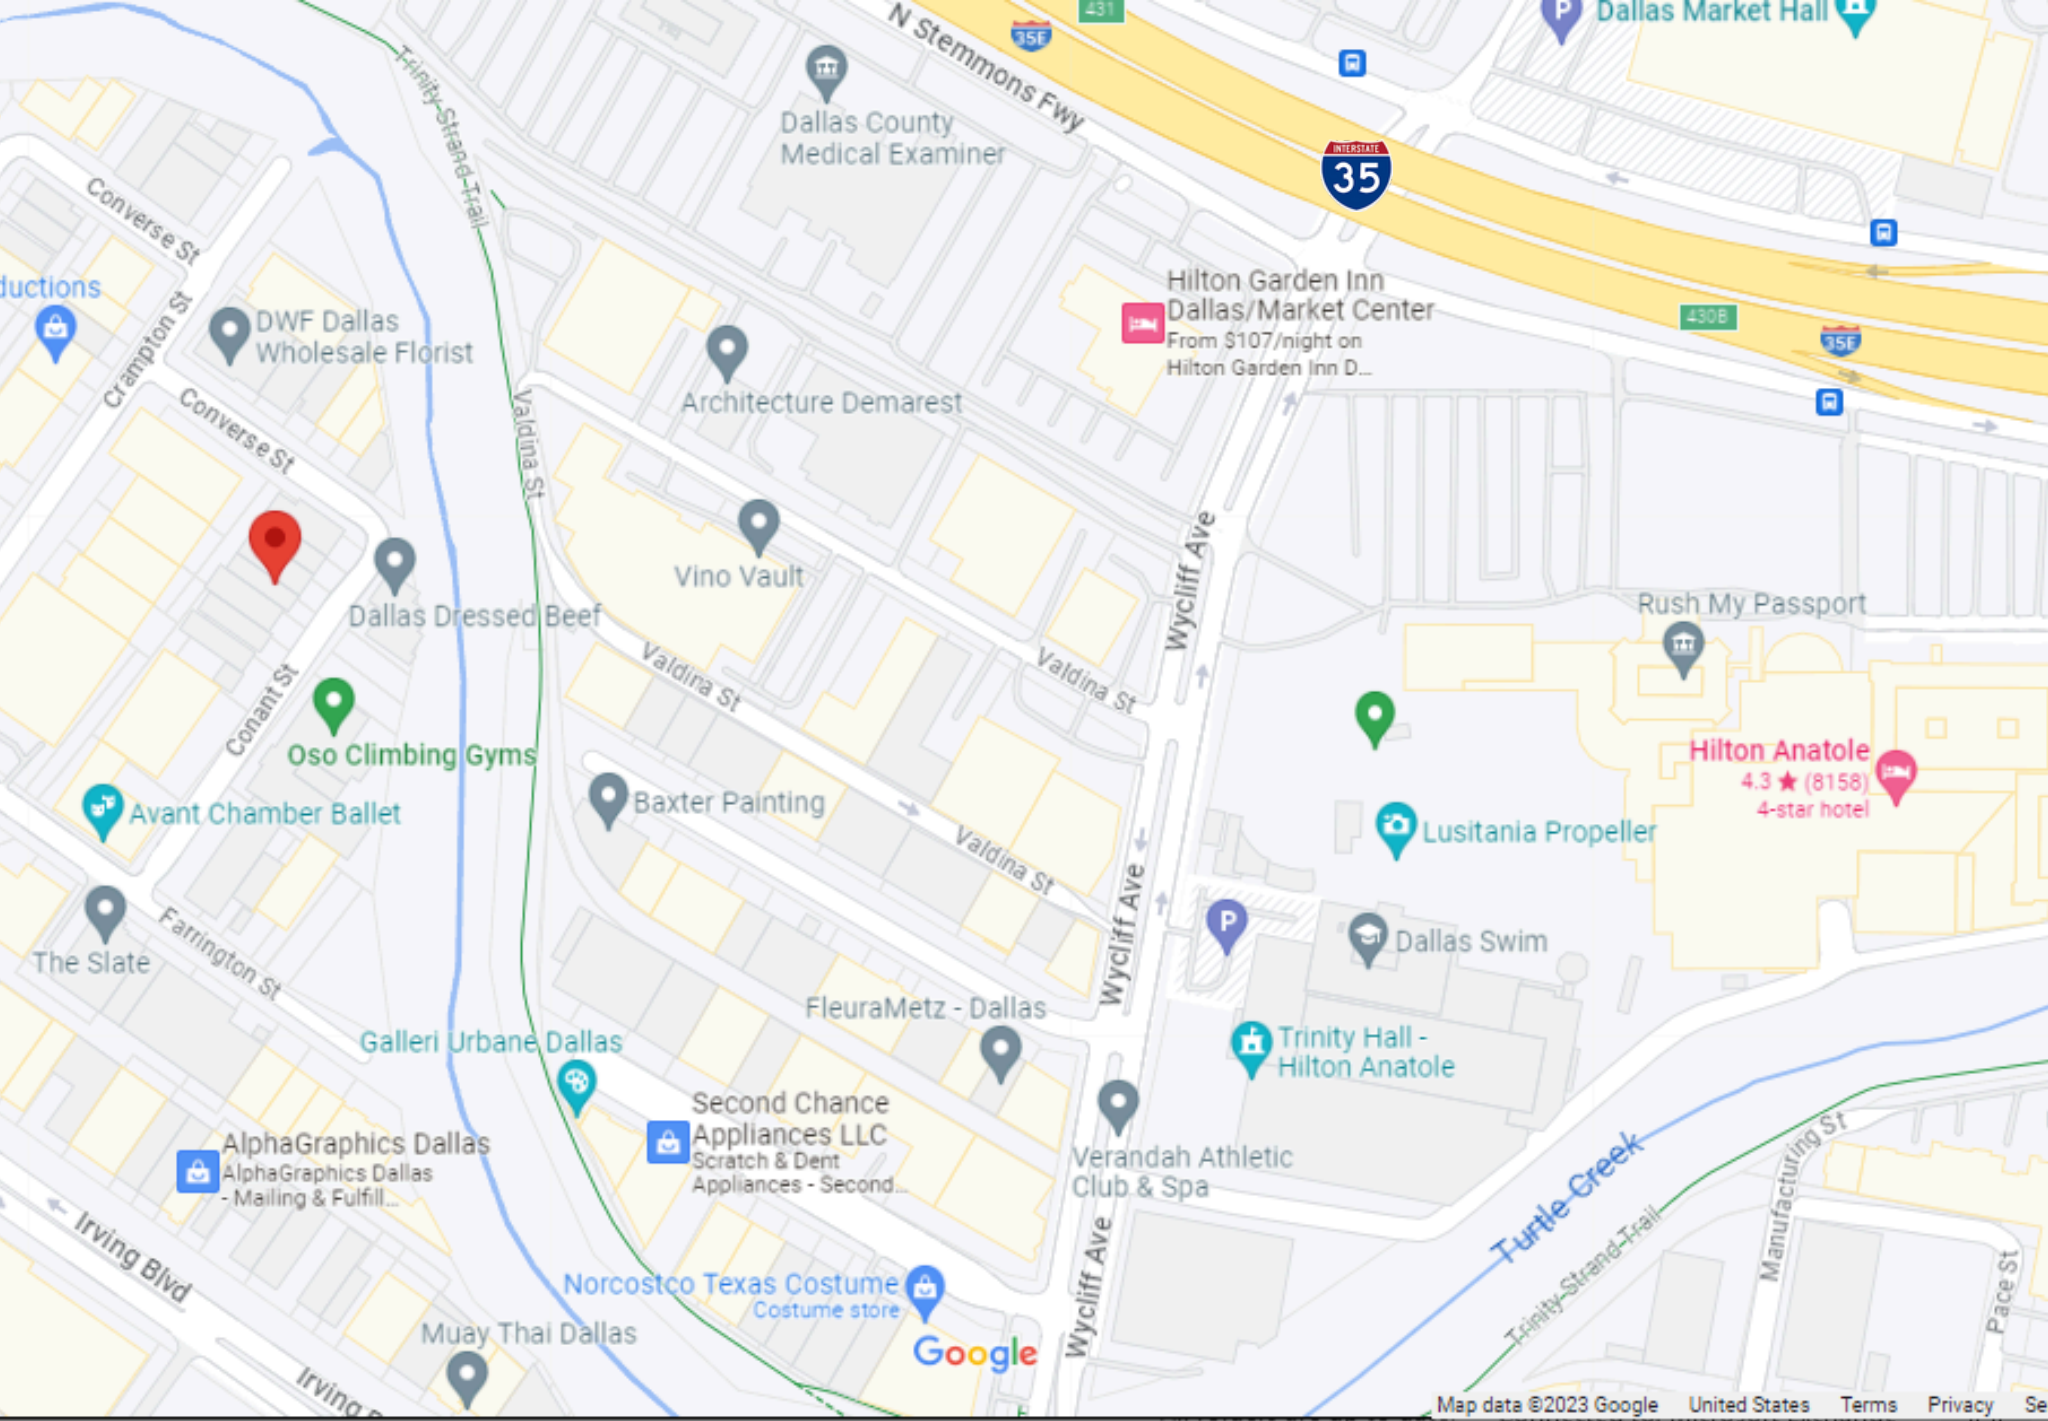 431
35E
P
Dallas Market Hall
N Stemmons Fwy
Trinity Strand Trail
Dallas County
Medical Examiner
INTERSTATE
35
Converse St
ductions
Crampton St
DWF Dallas
Wholesale Florist
Hilton Garden Inn
Dallas/Market Center
From $107/night on
Hilton Garden Inn D...
430B
35E
Architecture Demarest
Converse St
Valdina St
Vino Vault
Wycliff Ave
Dallas Dressed Beef
Rush My Passport
Valdina St
Valdina St
Conant St
Oso Climbing Gyms
Hilton Anatole
4.3 ★ (8158)
4-star hotel
Baxter Painting
Avant Chamber Ballet
Lusitania Propeller
Valdina St
Wycliff Ave
P
Dallas Swim
The Slate
Farrington St
FleuraMetz - Dallas
Galleri Urbane Dallas
Trinity Hall -
Hilton Anatole
Second Chance
Appliances LLC
Scratch & Dent
Appliances - Second...
AlphaGraphics Dallas
AlphaGraphics Dallas
- Mailing & Fulfill...
Verandah Athletic
Club & Spa
Turtle Creek
Manufacturing St
Trinity Strand Trail
Irving Blvd
Wycliff Ave
Pace St
Norcostco Texas Costume
Costume store
Muay Thai Dallas
Google
Irving
Map data ©2023 Google
United States
Terms
Privacy
Se